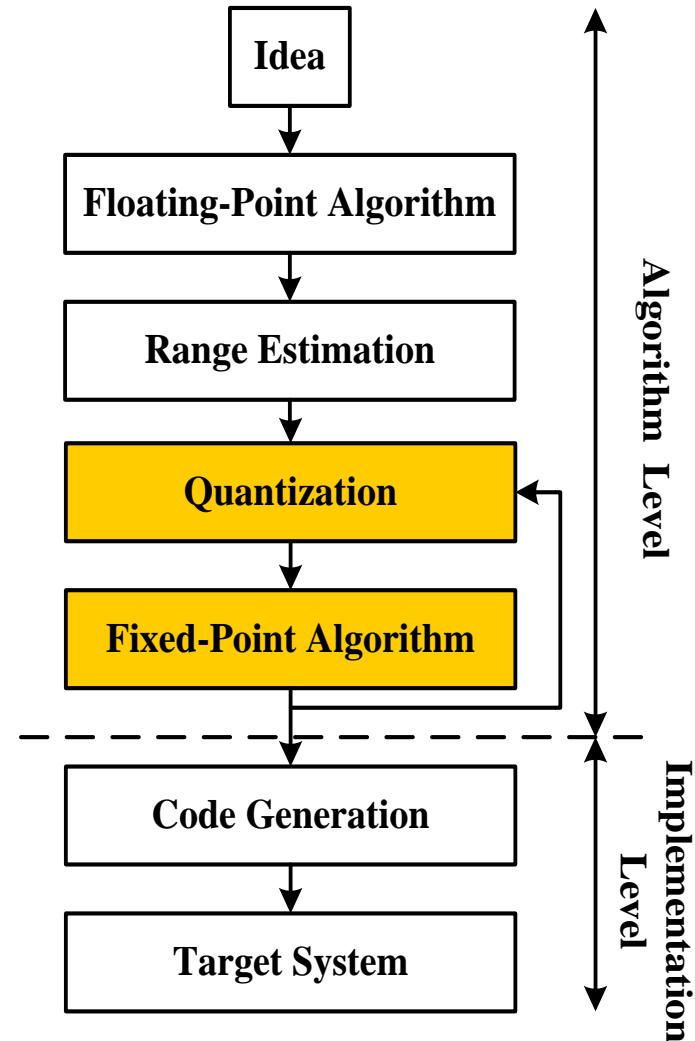 Idea
Floating-Point Algorithm
Range Estimation
Quantization
Fixed-Point Algorithm
Code Generation
Target System
Algorithm Level
Implementation
Level